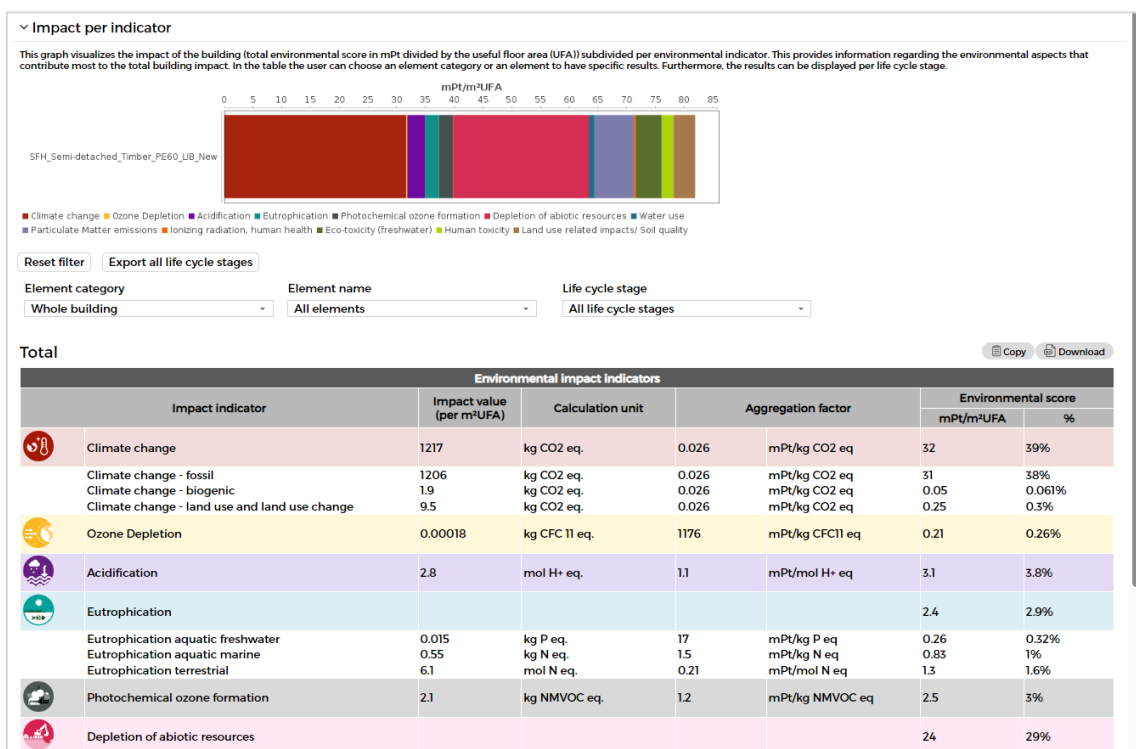 Impact per indicator
This graph visualizes the impact of the building (total environmental score in mPt divided by the useful floor area (UFA)) subdivided per environmental indicator. This provides information regarding the environmental aspects that
contribute most to the total building impact. In the table the user can choose an element category or an element to have specific results. Furthermore, the results can be displayed per life cycle stage.
mPt/m²UFA
0 5 10 15 20 25 30 35 40 45 50 55 60 65 70 75 80 85
SFH_Semi-detached_Timber_PE60_LIB_New
Climate change Ozone Depletion Acidification Eutrophication Photochemical ozone formation Depletion of abiotic resources Water use
Particulate Matter emissions Ionizing radiation, human health Eco-toxicity (freshwater) Human toxicity Land use related impacts/ Soil quality
Reset filter Export all life cycle stages
Element category Element name Life cycle stage
Whole building All elements All life cycle stages
Total Copy Download
Environmental impact indicators
Impact indicator Impact value (per m²UFA) Calculation unit Aggregation factor Environmental score
mPt/m²UFA %
Climate change 1217 kg CO2 eq. 0.026 mPt/kg CO2 eq 32 39%
Climate change - fossil 1206 kg CO2 eq. 0.026 mPt/kg CO2 eq 31 38%
Climate change - biogenic 1.9 kg CO2 eq. 0.026 mPt/kg CO2 eq 0.05 0.061%
Climate change - land use and land use change 9.5 kg CO2 eq. 0.026 mPt/kg CO2 eq 0.25 0.3%
Ozone Depletion 0.00018 kg CFC 11 eq. 1176 mPt/kg CFC11 eq 0.21 0.26%
Acidification 2.8 mol H+ eq. 1.1 mPt/mol H+ eq 3.1 3.8%
Eutrophication 2.4 2.9%
Eutrophication aquatic freshwater 0.015 kg P eq. 17 mPt/kg P eq 0.26 0.32%
Eutrophication aquatic marine 0.55 kg N eq. 1.5 mPt/kg N eq 0.83 1%
Eutrophication terrestrial 6.1 mol N eq. 0.21 mPt/mol N eq 1.3 1.6%
Photochemical ozone formation 2.1 kg NMVOC eq. 1.2 mPt/kg NMVOC eq 2.5 3%
Depletion of abiotic resources 24 29%